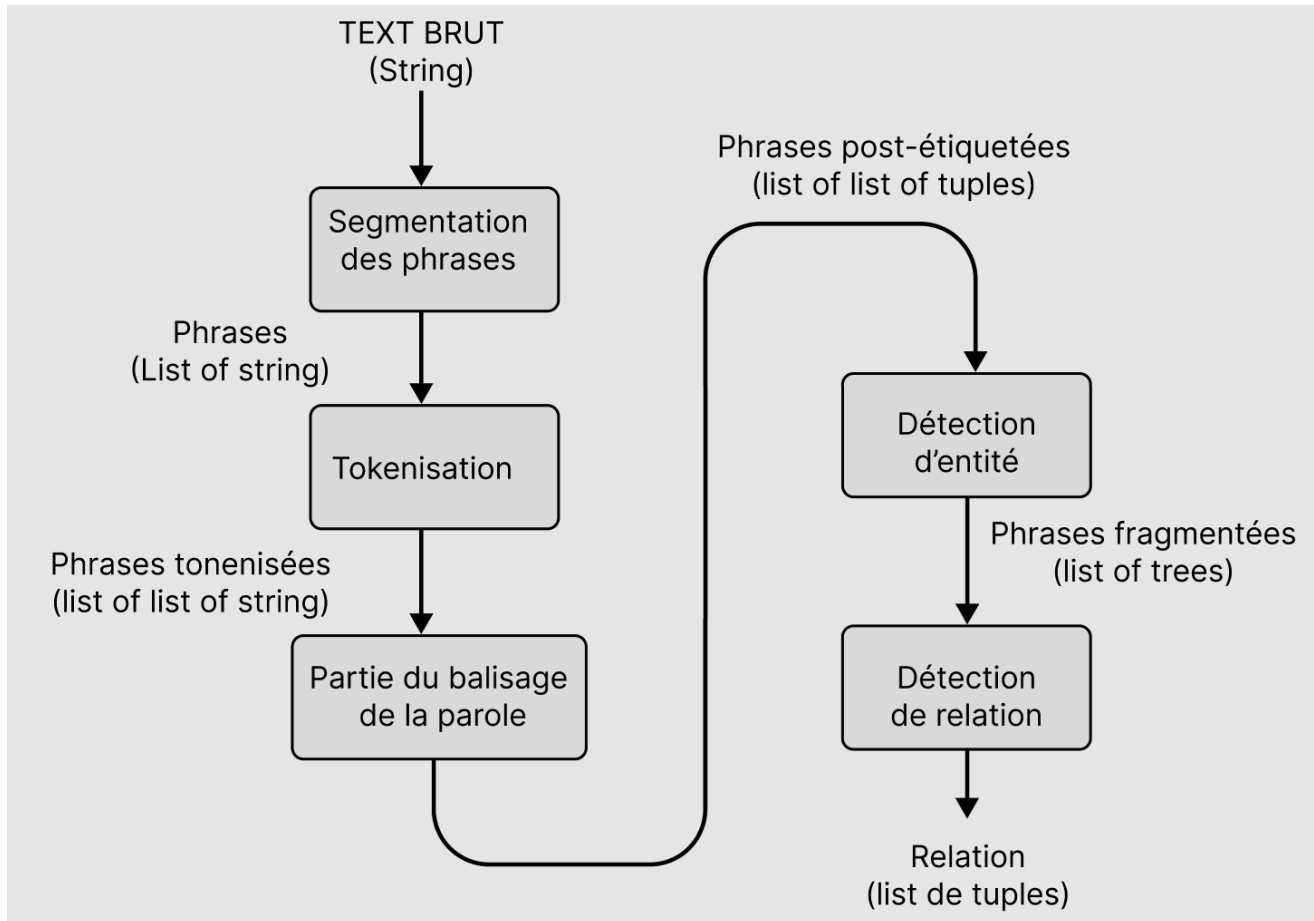 TEXT BRUT
(String)
Segmentation
des phrases
Phrases
(List of string)
Tokenisation
Phrases tonenisées
(list of list of string)
Partie du balisage
de la parole
Phrases post-étiquetées
(list of list of tuples)
Détection
d’entité
Phrases fragmentées
(list of trees)
Détection
de relation
Relation
(list de tuples)